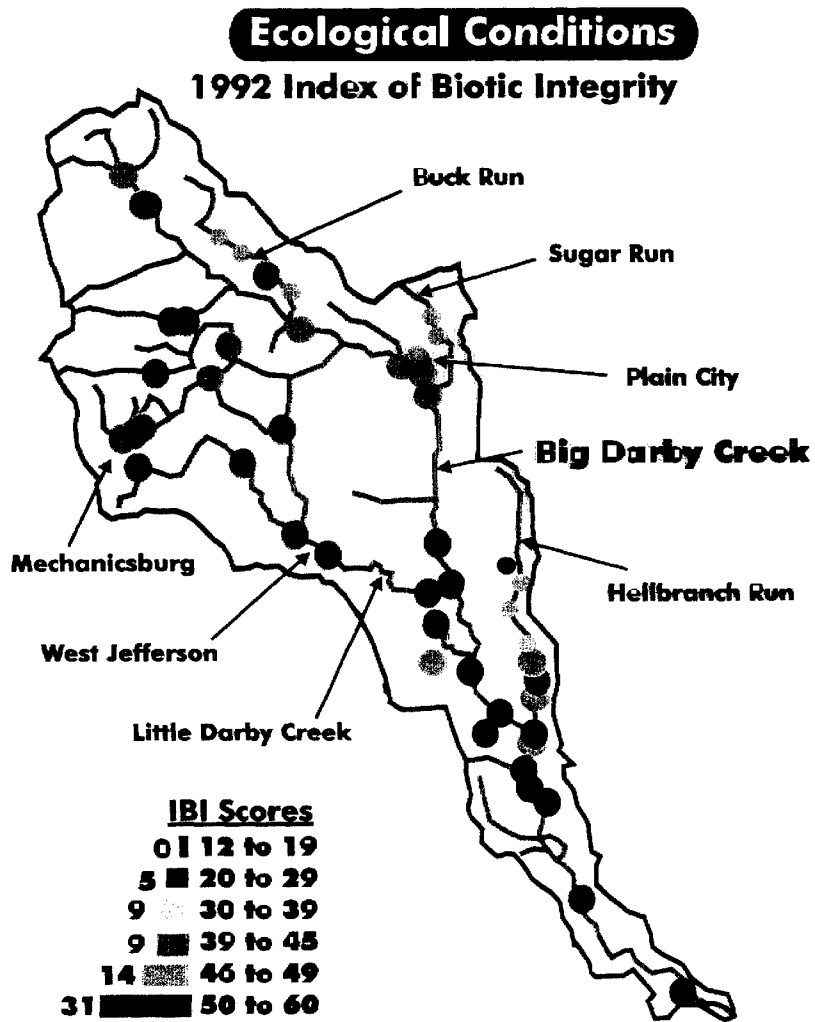 Ecological Conditions
1992 Index of Biotic Integrity
Buck Run
Sugar Run
Plain City
Big Darby Creek
Mechanicsburg
Hellbranch Run
West Jefferson
Little Darby Creek
IBI Scores
0 12 to 19
5 20 to 29
9 30 to 39
9 39 to 45
14 46 to 49
31 50 to 60